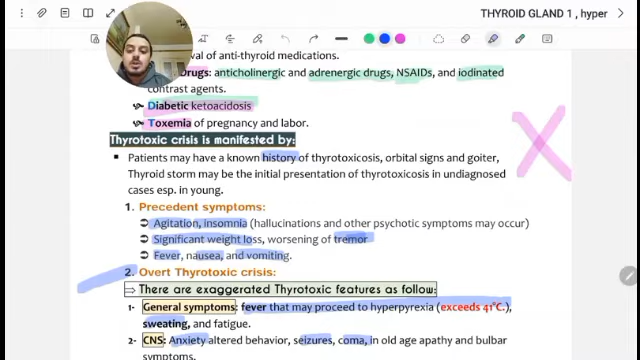 THYROID GLAND 1 , hyper
val of anti-thyroid medications.
Drugs: anticholinergic and adrenergic drugs, NSAIDs, and iodinated
contrast agents.
Diabetic ketoacidosis
Toxemia of pregnancy and labor.
Thyrotoxic crisis is manifested by:
Patients may have a known history of thyrotoxicosis, orbital signs and goiter,
Thyroid storm may be the initial presentation of thyrotoxicosis in undiagnosed
cases esp. in young.
1. Precedent symptoms:
Agitation, insomnia (hallucinations and other psychotic symptoms may occur)
Significant weight loss, worsening of tremor
Fever, nausea, and vomiting.
2. Overt Thyrotoxic crisis:
⇒ There are exaggerated Thyrotoxic features as follow:
1- General symptoms: fever that may proceed to hyperpyrexia (exceeds 41°C.),
sweating, and fatigue.
2- CNS: Anxiety altered behavior, seizures, coma, in old age apathy and bulbar
symptoms.